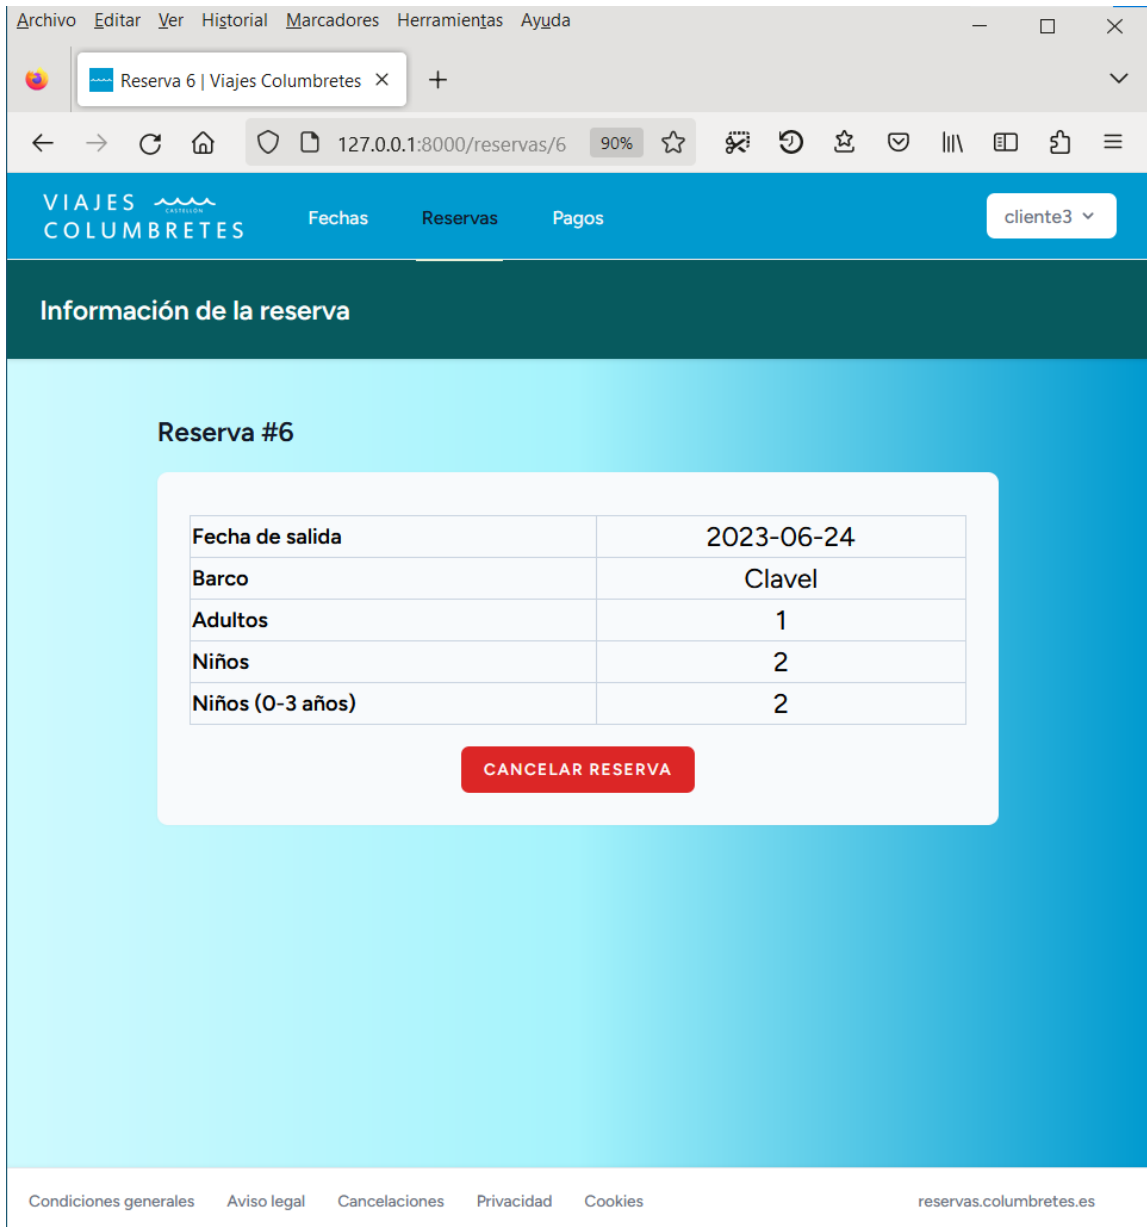 Archivo Editar Ver Historial Marcadores Herramientas Ayuda
Reserva 6 | Viajes Columbretes
127.0.0.1:8000/reservas/6 90%
VIAJES
CASTELLÓN
COLUMBRETES
Fechas Reservas Pagos cliente3
Información de la reserva
Reserva #6
Fecha de salida 2023-06-24
Barco Clavel
Adultos 1
Niños 2
Niños (0-3 años) 2
CANCELAR RESERVA
Condiciones generales Aviso legal Cancelaciones Privacidad Cookies reservas.columbretes.es